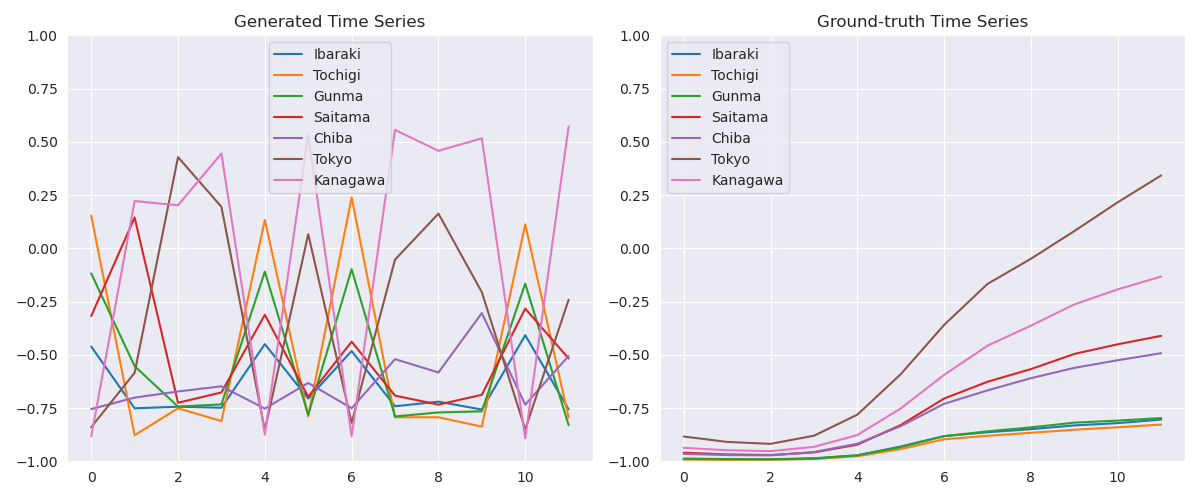 Generated Time Series
1.00
0.75
0.50
0.25
0.00
−0.25
−0.50
−0.75
−1.00
0 2 4 6 8 10
Ibaraki
Tochigi
Gunma
Saitama
Chiba
Tokyo
Kanagawa
Ground-truth Time Series
1.00
0.75
0.50
0.25
0.00
−0.25
−0.50
−0.75
−1.00
0 2 4 6 8 10
Ibaraki
Tochigi
Gunma
Saitama
Chiba
Tokyo
Kanagawa